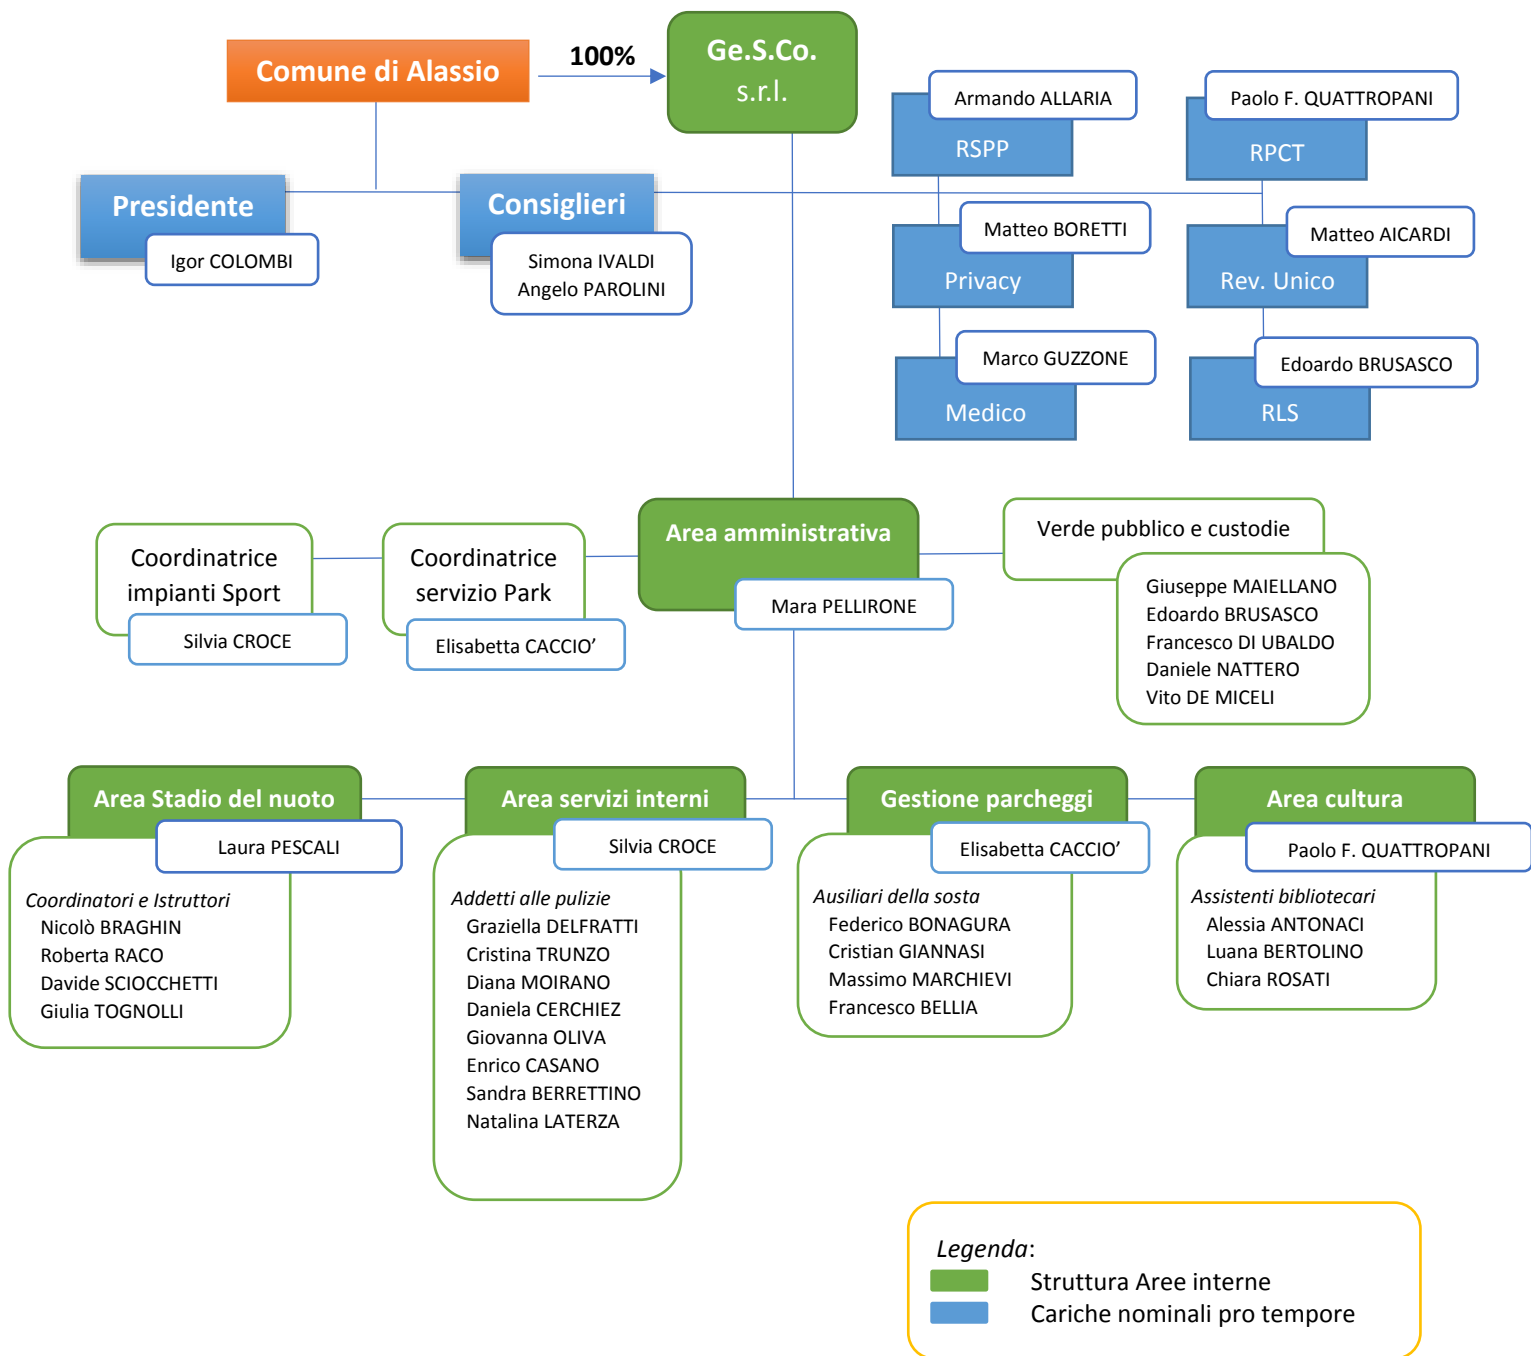 Comune di Alassio
100%
Ge.S.Co.
s.r.l.
Armando ALLARIA
RSPP
Paolo F. QUATTROPANI
RPCT
Presidente
Igor COLOMBI
Consiglieri
Simona IVALDI
Angelo PAROLINI
Matteo BORETTI
Privacy
Matteo AICARDI
Rev. Unico
Marco GUZZONE
Medico
Edoardo BRUSASCO
RLS
Coordinatrice
impianti Sport
Silvia CROCE
Coordinatrice
servizio Park
Elisabetta CACCIO’
Area amministrativa
Mara PELLIRONE
Verde pubblico e custodie
Giuseppe MAIELLANO
Edoardo BRUSASCO
Francesco DI UBALDO
Daniele NATTERO
Vito DE MICELI
Area Stadio del nuoto
Laura PESCALI
Coordinatori e Istruttori
Nicolò BRAGHIN
Roberta RACO
Davide SCIOCCHETTI
Giulia TOGNOLLI
Area servizi interni
Silvia CROCE
Addetti alle pulizie
Graziella DELFRATTI
Cristina TRUNZO
Diana MOIRANO
Daniela CERCHIEZ
Giovanna OLIVA
Enrico CASANO
Sandra BERRETTINO
Natalina LATERZA
Gestione parcheggi
Elisabetta CACCIO’
Ausiliari della sosta
Federico BONAGURA
Cristian GIANNASI
Massimo MARCHIEVI
Francesco BELLIA
Area cultura
Paolo F. QUATTROPANI
Assistenti bibliotecari
Alessia ANTONACI
Luana BERTOLINO
Chiara ROSATI
Legenda:
Struttura Aree interne
Cariche nominali pro tempore